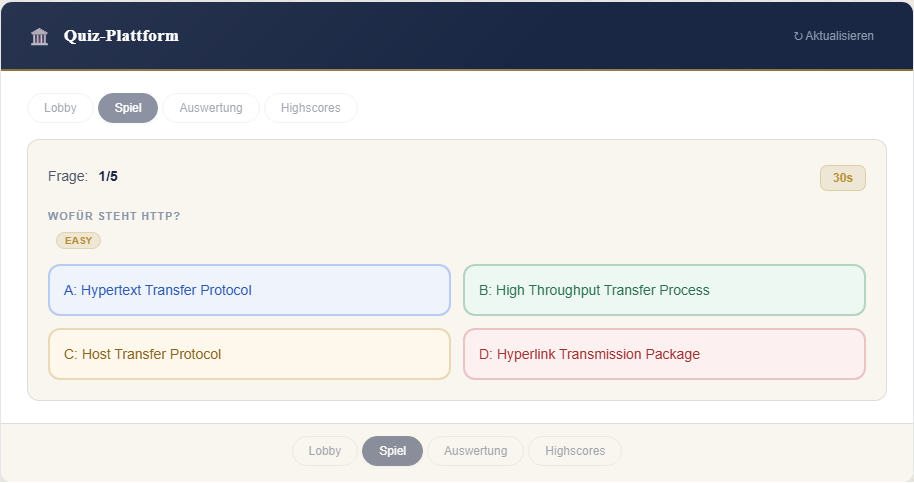 Quiz-Plattform
↻ Aktualisieren
Lobby Spiel Auswertung Highscores
Frage: 1/5
30s
WOFÜR STEHT HTTP?
EASY
A: Hypertext Transfer Protocol
B: High Throughput Transfer Process
C: Host Transfer Protocol
D: Hyperlink Transmission Package
Lobby Spiel Auswertung Highscores